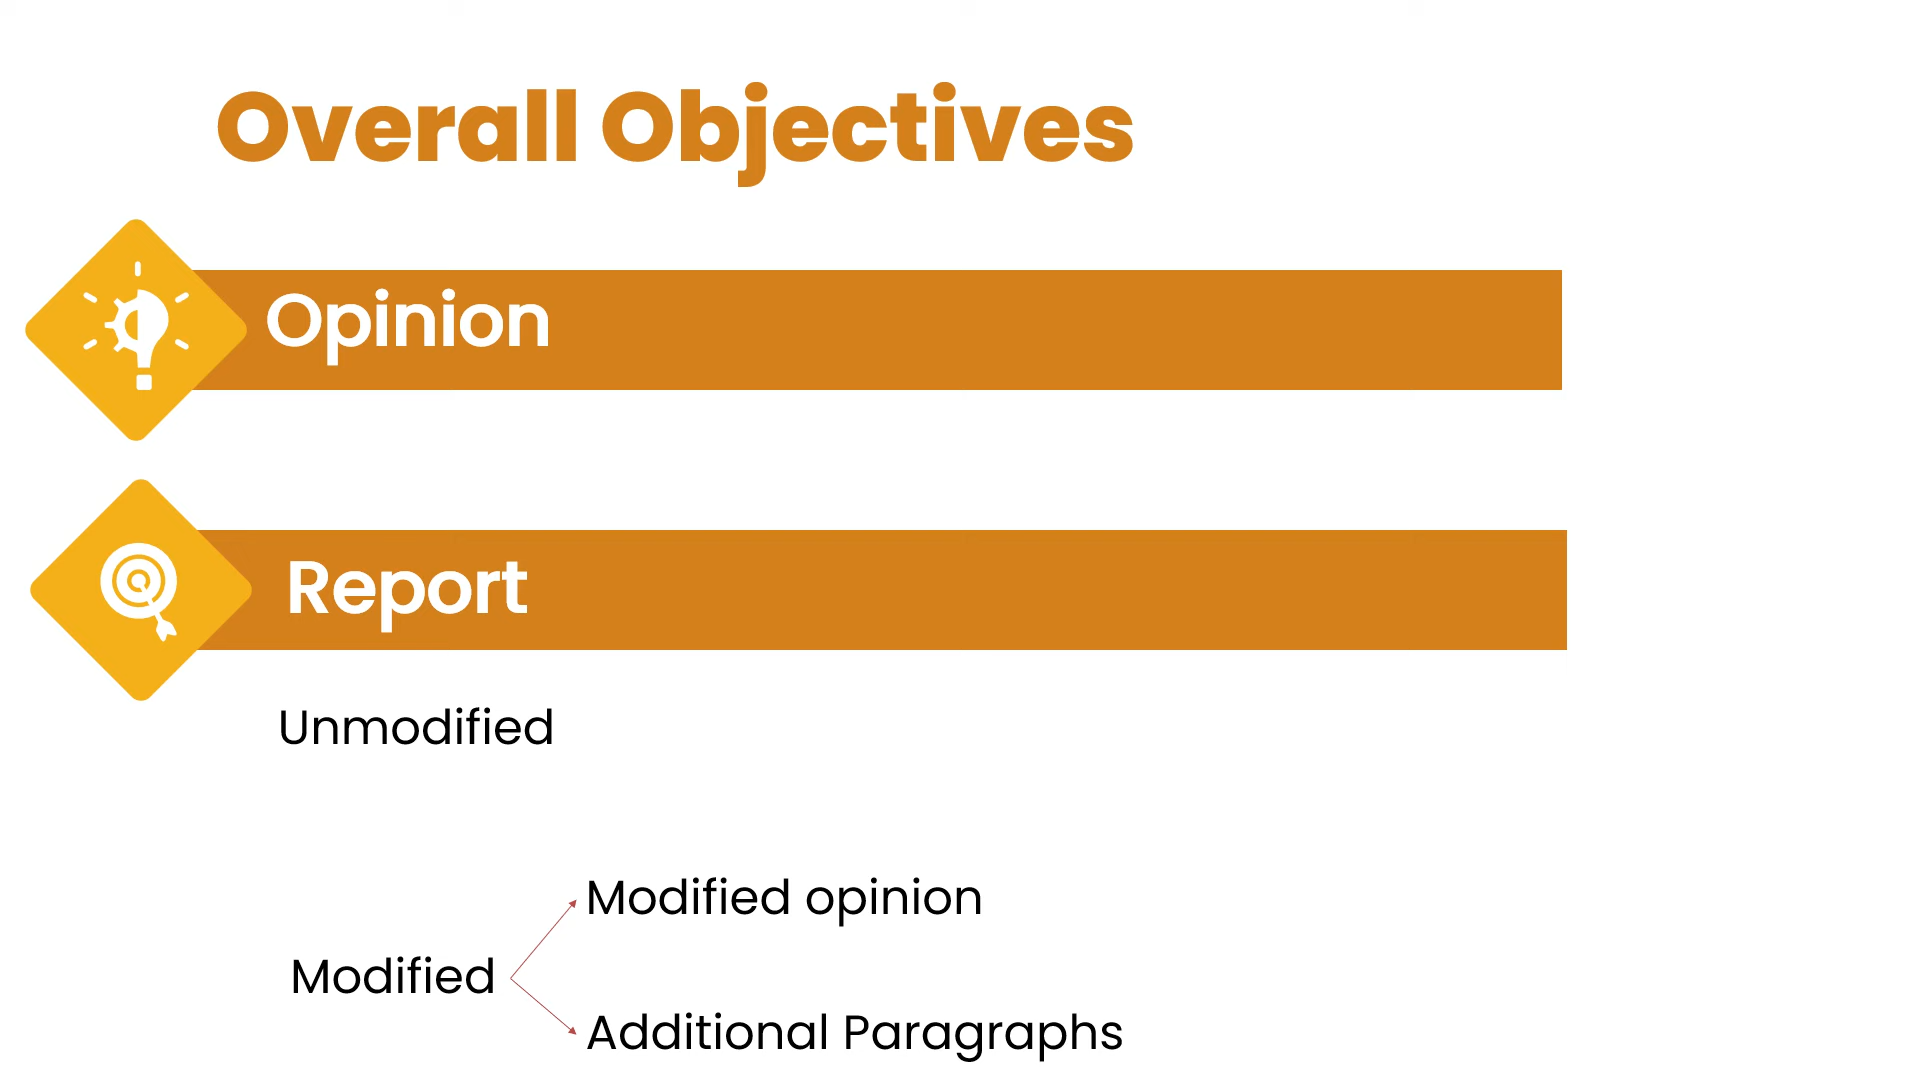 Overall Objectives
Opinion
Report
Unmodified
Modified opinion
Modified
Additional Paragraphs